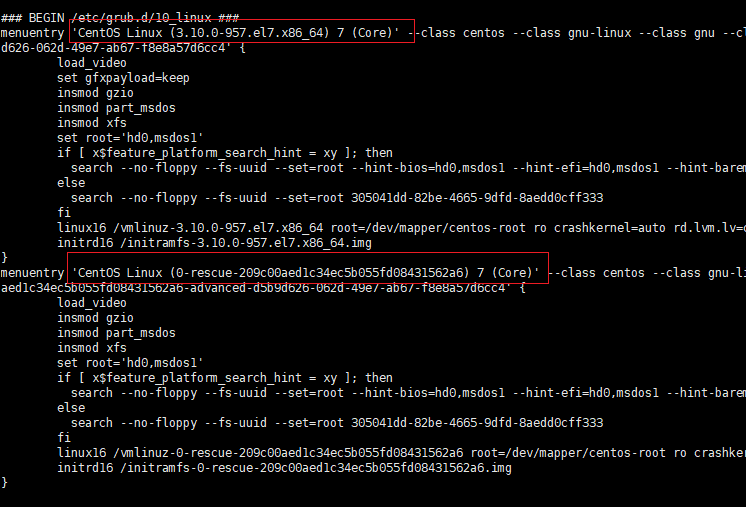 ### BEGIN /etc/grub.d/10_linux ###
menuentry 'CentOS Linux (3.10.0-957.el7.x86_64) 7 (Core)' --class centos --class gnu-linux --class gnu --cl
d626-062d-49e7-ab67-f8e8a57d6cc4' {
load_video
set gfxpayload=keep
insmod gzio
insmod part_msdos
insmod xfs
set root='hd0,msdos1'
if [ x$feature_platform_search_hint = xy ]; then
search --no-floppy --fs-uuid --set=root --hint-bios=hd0,msdos1 --hint-efi=hd0,msdos1 --hint-barem
else
search --no-floppy --fs-uuid --set=root 305041dd-82be-4665-9dfd-8aedd0cff333
fi
linux16 /vmlinuz-3.10.0-957.el7.x86_64 root=/dev/mapper/centos-root ro crashkernel=auto rd.lvm.lv=c
initrd16 /initramfs-3.10.0-957.el7.x86_64.img
}
menuentry 'CentOS Linux (0-rescue-209c00aed1c34ec5b055fd08431562a6) 7 (Core)' --class centos --class gnu-li
aed1c34ec5b055fd08431562a6-advanced-d5b9d626-062d-49e7-ab67-f8e8a57d6cc4' {
load_video
insmod gzio
insmod part_msdos
insmod xfs
set root='hd0,msdos1'
if [ x$feature_platform_search_hint = xy ]; then
search --no-floppy --fs-uuid --set=root --hint-bios=hd0,msdos1 --hint-efi=hd0,msdos1 --hint-barem
else
search --no-floppy --fs-uuid --set=root 305041dd-82be-4665-9dfd-8aedd0cff333
fi
linux16 /vmlinuz-0-rescue-209c00aed1c34ec5b055fd08431562a6 root=/dev/mapper/centos-root ro crashker
initrd16 /initramfs-0-rescue-209c00aed1c34ec5b055fd08431562a6.img
}